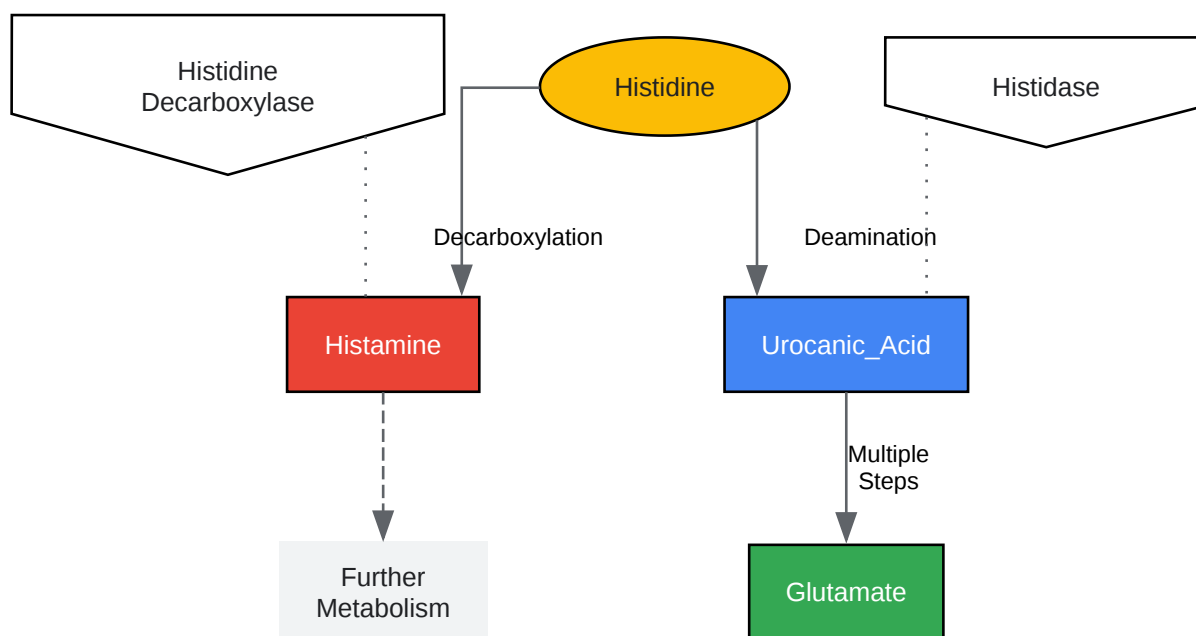 Histidine
Decarboxylase
Histidine
Histidase
Decarboxylation
Deamination
Histamine
Urocanic_Acid
Multiple
Steps
Further
Metabolism
Glutamate